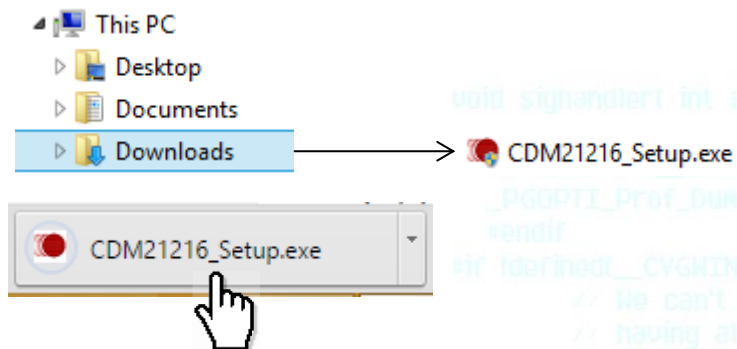 This PC
Desktop
Documents
Downloads
void sighandler( int
CDM21216_Setup.exe
_PGOPTI_Prof_Dum
#endif
CDM21216_Setup.exe
#if !defined(__CYGWIN
// We can't
// having